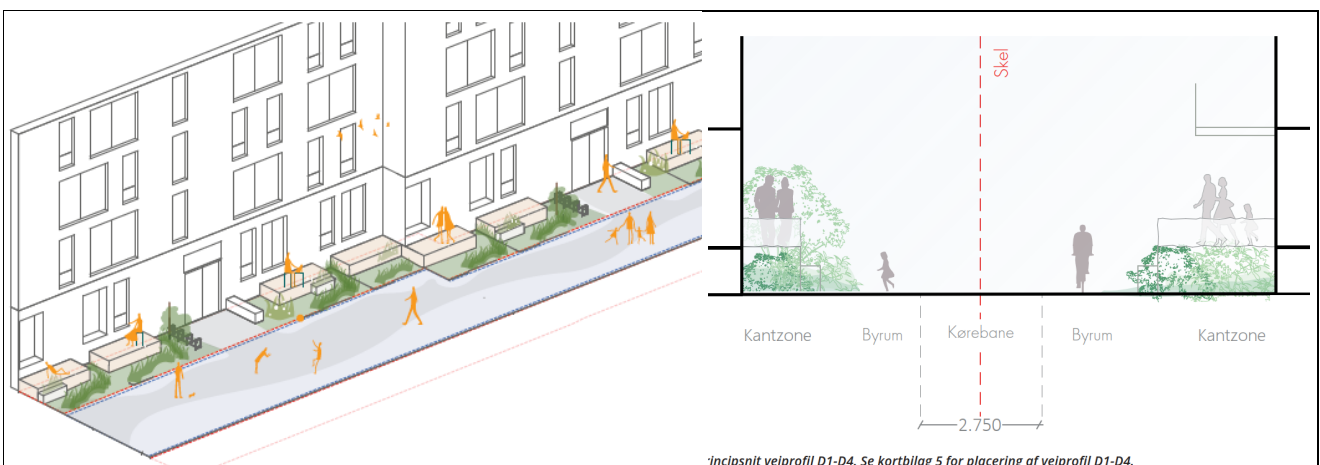 Skel
Kantzone
Byrum
Kørebane
Byrum
Kantzone
2.750
vejprofil D1-D4. Se kortbilag 5 for placering af vejprofil D1-D4.